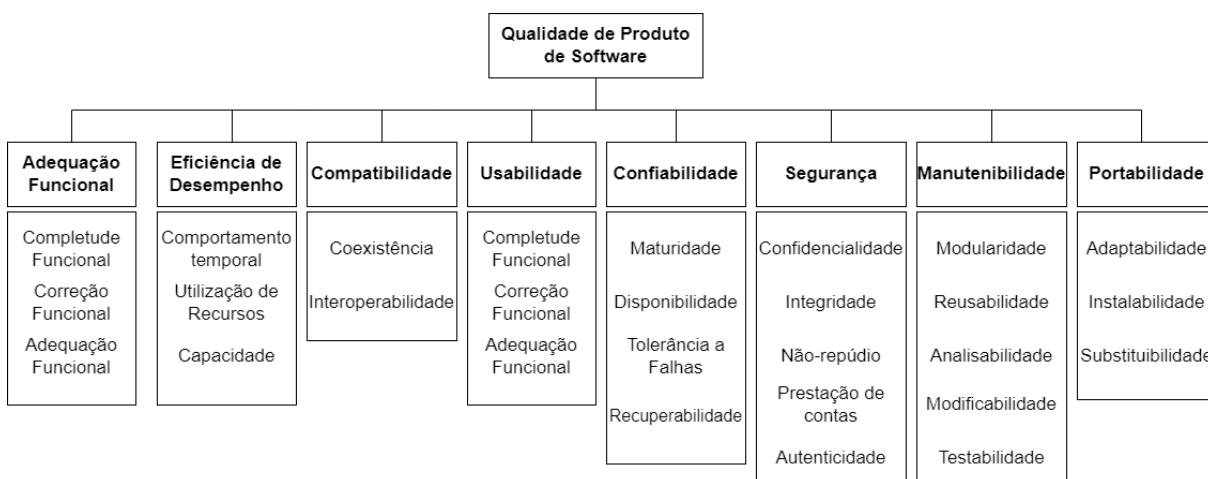 Qualidade de Produto
de Software
Adequação
Funcional
Completude
Funcional
Correção
Funcional
Adequação
Funcional
Eficiência de
Desempenho
Comportamento
temporal
Utilização de
Recursos
Capacidade
Compatibilidade
Coexistência
Interoperabilidade
Usabilidade
Completude
Funcional
Correção
Funcional
Adequação
Funcional
Confiabilidade
Maturidade
Disponibilidade
Tolerância a
Falhas
Recuperabilidade
Segurança
Confidencialidade
Integridade
Não-repúdio
Prestação de
contas
Autenticidade
Manutenibilidade
Modularidade
Reusabilidade
Analisabilidade
Modificabilidade
Testabilidade
Portabilidade
Adaptabilidade
Instalabilidade
Substituibilidade